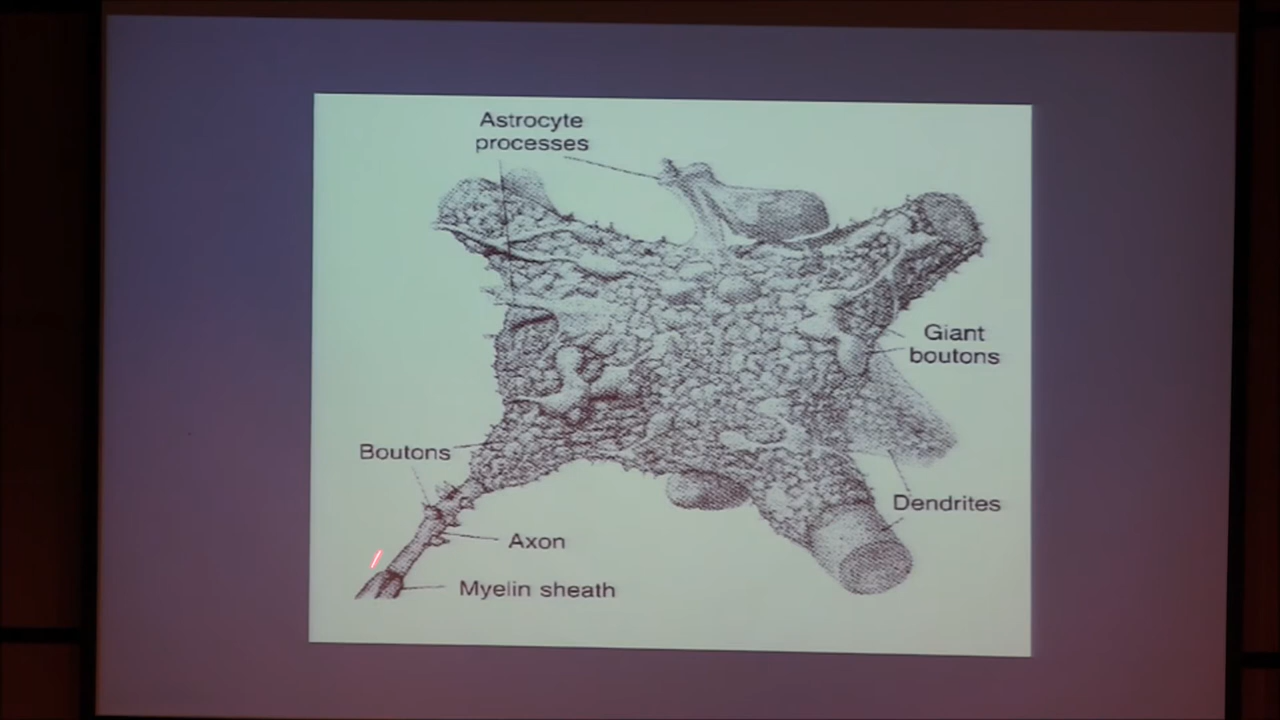 Astrocyte
processes
Giant
boutons
Boutons
Dendrites
Axon
Myelin sheath